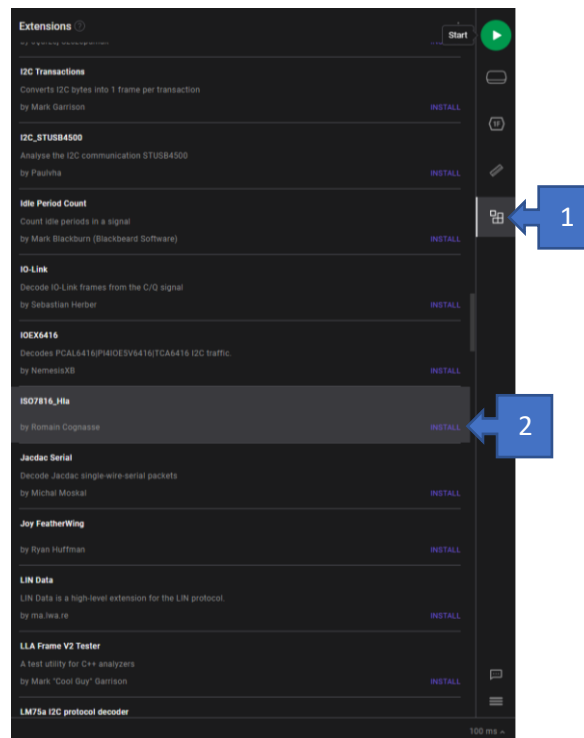 Extensions
Start
I2C Transactions
Converts I2C bytes into 1 frame per transaction
by Mark Garrison INSTALL
I2C_STUSB4500
Analyse the I2C communication STUSB4500
by Paulvha INSTALL
Idle Period Count
Count idle periods in a signal
by Mark Blackburn (Blackbeard Software) INSTALL
1
IO-Link
Decode IO-Link frames from the C/Q signal
by Sebastian Herber INSTALL
IOEX6416
Decodes PCAL6416|PI4IOE5V6416|TCA6416 I2C traffic.
by NemesisXB INSTALL
ISO7816_Hla
by Romain Cognasse INSTALL
2
Jacdac Serial
Decode Jacdac single-wire-serial packets
by Michal Moskal INSTALL
Joy FeatherWing
by Ryan Huffman INSTALL
LIN Data
LIN Data is a high-level extension for the LIN protocol.
by ma.lwa.re INSTALL
LLA Frame V2 Tester
A test utility for C++ analyzers
by Mark "Cool Guy" Garrison INSTALL
LM75a I2C protocol decoder
100 ms